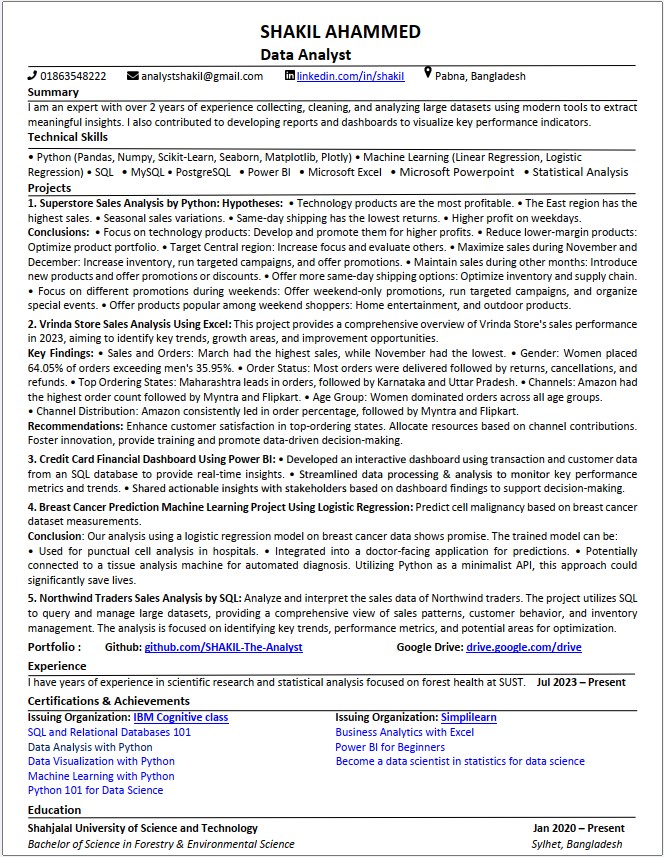 SHAKIL AHAMMED
Data Analyst
01863548222 analystshakil@gmail.com linkedin.com/in/shakil Pabna, Bangladesh
Summary
I am an expert with over 2 years of experience collecting, cleaning, and analyzing large datasets using modern tools to extract
meaningful insights. I also contributed to developing reports and dashboards to visualize key performance indicators.
Technical Skills
• Python (Pandas, Numpy, Scikit-Learn, Seaborn, Matplotlib, Plotly) • Machine Learning (Linear Regression, Logistic
Regression) • SQL • MySQL • PostgreSQL • Power BI • Microsoft Excel • Microsoft Powerpoint • Statistical Analysis
Projects
1. Superstore Sales Analysis by Python: Hypotheses: • Technology products are the most profitable. • The East region has the
highest sales. • Seasonal sales variations. • Same-day shipping has the lowest returns. • Higher profit on weekdays.
Conclusions: • Focus on technology products: Develop and promote them for higher profits. • Reduce lower-margin products:
Optimize product portfolio. • Target Central region: Increase focus and evaluate others. • Maximize sales during November and
December: Increase inventory, run targeted campaigns, and offer promotions. • Maintain sales during other months: Introduce
new products and offer promotions or discounts. • Offer more same-day shipping options: Optimize inventory and supply chain.
• Focus on different promotions during weekends: Offer weekend-only promotions, run targeted campaigns, and organize
special events. • Offer products popular among weekend shoppers: Home entertainment, and outdoor products.
2. Vrinda Store Sales Analysis Using Excel: This project provides a comprehensive overview of Vrinda Store's sales performance
in 2023, aiming to identify key trends, growth areas, and improvement opportunities.
Key Findings: • Sales and Orders: March had the highest sales, while November had the lowest. • Gender: Women placed
64.05% of orders exceeding men's 35.95%. • Order Status: Most orders were delivered followed by returns, cancellations, and
refunds. • Top Ordering States: Maharashtra leads in orders, followed by Karnataka and Uttar Pradesh. • Channels: Amazon had
the highest order count followed by Myntra and Flipkart. • Age Group: Women dominated orders across all age groups.
• Channel Distribution: Amazon consistently led in order percentage, followed by Myntra and Flipkart.
Recommendations: Enhance customer satisfaction in top-ordering states. Allocate resources based on channel contributions.
Foster innovation, provide training and promote data-driven decision-making.
3. Credit Card Financial Dashboard Using Power BI: • Developed an interactive dashboard using transaction and customer data
from an SQL database to provide real-time insights. • Streamlined data processing & analysis to monitor key performance
metrics and trends. • Shared actionable insights with stakeholders based on dashboard findings to support decision-making.
4. Breast Cancer Prediction Machine Learning Project Using Logistic Regression: Predict cell malignancy based on breast cancer
dataset measurements.
Conclusion: Our analysis using a logistic regression model on breast cancer data shows promise. The trained model can be:
• Used for punctual cell analysis in hospitals. • Integrated into a doctor-facing application for predictions. • Potentially
connected to a tissue analysis machine for automated diagnosis. Utilizing Python as a minimalist API, this approach could
significantly save lives.
5. Northwind Traders Sales Analysis by SQL: Analyze and interpret the sales data of Northwind traders. The project utilizes SQL
to query and manage large datasets, providing a comprehensive view of sales patterns, customer behavior, and inventory
management. The analysis is focused on identifying key trends, performance metrics, and potential areas for optimization.
Portfolio : Github: github.com/SHAKIL-The-Analyst Google Drive: drive.google.com/drive
Experience
I have years of experience in scientific research and statistical analysis focused on forest health at SUST. Jul 2023 – Present
Certifications & Achievements
Issuing Organization: IBM Cognitive class Issuing Organization: Simplilearn
SQL and Relational Databases 101 Business Analytics with Excel
Data Analysis with Python Power BI for Beginners
Data Visualization with Python Become a data scientist in statistics for data science
Machine Learning with Python
Python 101 for Data Science
Education
Shahjalal University of Science and Technology Jan 2020 – Present
Bachelor of Science in Forestry & Environmental Science Sylhet, Bangladesh